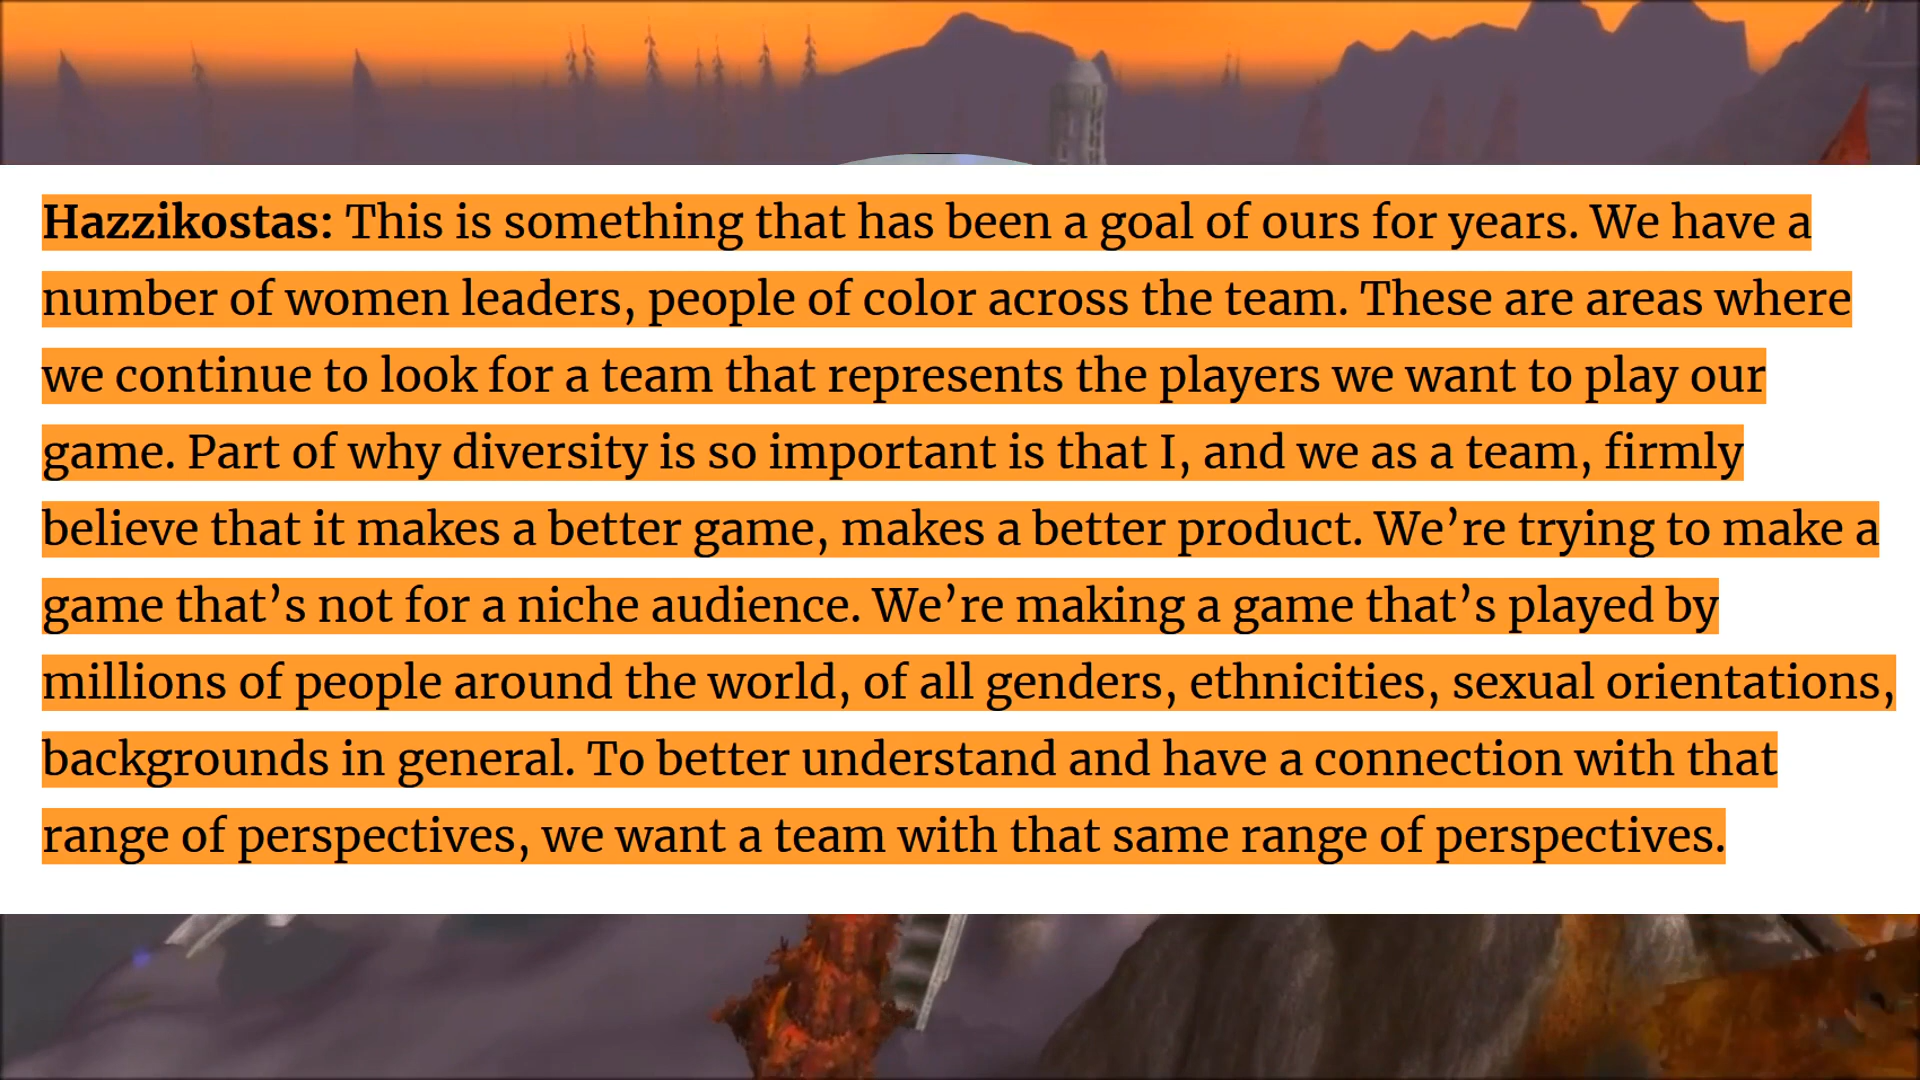 Hazzikostas: This is something that has been a goal of ours for years. We have a
number of women leaders, people of color across the team. These are areas where
we continue to look for a team that represents the players we want to play our
game. Part of why diversity is so important is that I, and we as a team, firmly
believe that it makes a better game, makes a better product. We’re trying to make a
game that’s not for a niche audience. We’re making a game that’s played by
millions of people around the world, of all genders, ethnicities, sexual orientations,
backgrounds in general. To better understand and have a connection with that
range of perspectives, we want a team with that same range of perspectives.